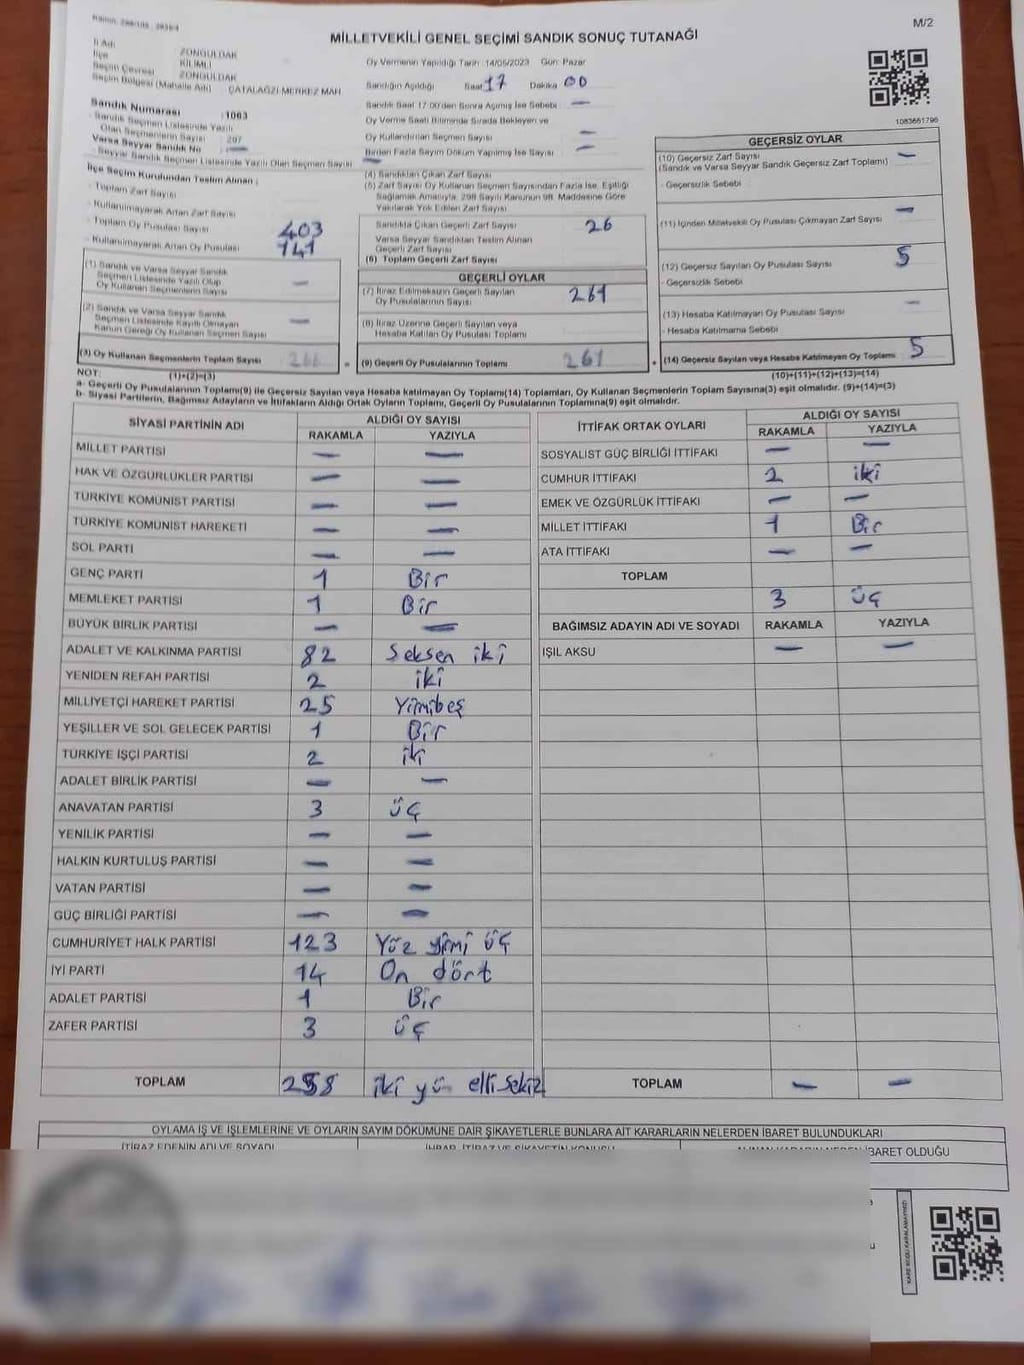 M/2
MİLLETVEKİLİ GENEL SEÇİMİ SANDIK SONUÇ TUTANAĞI
İl Adı ZONGULDAK
İlçe KİLİMLİ
Seçim Çevresi ZONGULDAK
Seçim Bölgesi (Mahalle Adı) ÇATALAĞZI MERKEZ MAH
Sandık Numarası :1063
Sandık Seçmen Listesinde Yazılı
Olan Seçmenlerin Sayısı
Varsa Seyyar Sandık No —
Seyyar Sandık Seçmen Listesinde Yazılı Olan Seçmen Sayısı —
İlçe Seçim Kurulundan Teslim Alınan :
- Toplam Zarf Sayısı
- Kullanılmayarak Artan Zarf Sayısı
- Toplam Oy Pusulası Sayısı 403
- Kullanılmayarak Artan Oy Pusulası 141
(1) Sandık ve Varsa Seyyar Sandık
Seçmen Listesinde Yazılı Olup
Oy Kullanan Seçmenlerin Sayısı —
(2) Sandık ve Varsa Seyyar Sandık
Seçmen Listesinde Kayıtlı Olmayan
Kanun Gereği Oy Kullanan Seçmen Sayısı —
(3) Oy Kullanan Seçmenlerin Toplam Sayısı 266
(1)+(2)=(3)
Oy Vermenin Yapıldığı Tarih 14/05/2023 Gün: Pazar
Sandığın Açıldığı Saat 17 Dakika 00
Sandık Saat 17.00'den Sonra Açılmış İse Sebebi —
Oy Verme Saati Bitiminde Sırada Bekleyen ve
Oy Kullandırılan Seçmen Sayısı —
Birden Fazla Sayım Döküm Yapılmış İse Sayısı —
(4) Sandıktan Çıkan Zarf Sayısı
(5) Zarf Sayısı Oy Kullanan Seçmen Sayısından Fazla İse, Eşitliği
Sağlamak Amacıyla, 298 Sayılı Kanunun 98. Maddesine Göre
Yakılarak Yok Edilen Zarf Sayısı
Sandıkta Çıkan Geçerli Zarf Sayısı 26
Varsa Seyyar Sandıktan Teslim Alınan
Geçerli Zarf Sayısı
(6) Toplam Geçerli Zarf Sayısı
GEÇERLİ OYLAR
(7) İtiraz Edilmeksizin Geçerli Sayılan
Oy Pusulalarının Sayısı 261
(8) İtiraz Üzerine Geçerli Sayılan veya
Hesaba Katılan Oy Pusulası Sayısı
= (9) Geçerli Oy Pusulalarının Toplamı 261
1083661796
GEÇERSİZ OYLAR
(10) Geçersiz Zarf Sayısı —
(Sandık ve Varsa Seyyar Sandık Geçersiz Zarf Toplamı)
- Geçersizlik Sebebi
(11) İçinden Milletvekili Oy Pusulası Çıkmayan Zarf Sayısı —
(12) Geçersiz Sayılan Oy Pusulası Sayısı 5
- Geçersizlik Sebebi
(13) Hesaba Katılmayan Oy Pusulası Sayısı —
- Hesaba Katılmama Sebebi
+ (14) Geçersiz Sayılan veya Hesaba Katılmayan Oy Pusulası Toplamı 5
(10)+(11)+(12)+(13)=(14)
NOT:
a- Geçerli Oy Pusulalarının Toplamı(9) ile Geçersiz Sayılan veya Hesaba katılmayan Oy Toplamı(14) Toplamları, Oy Kullanan Seçmenlerin Toplam Sayısına(3) eşit olmalıdır. (9)+(14)=(3)
b- Siyasi Partilerin, Bağımsız Adayların ve İttifakların Aldığı Oyların Toplamı, Geçerli Oy Pusulalarının Toplamına(9) eşit olmalıdır.
SİYASİ PARTİNİN ADI ALDIĞI OY SAYISI
RAKAMLA YAZIYLA
MİLLET PARTİSİ — —
HAK VE ÖZGÜRLÜKLER PARTİSİ — —
TÜRKİYE KOMÜNİST PARTİSİ — —
TÜRKİYE KOMÜNİST HAREKETİ — —
SOL PARTİ — —
GENÇ PARTİ 1 Bir
MEMLEKET PARTİSİ 1 Bir
BÜYÜK BİRLİK PARTİSİ — —
ADALET VE KALKINMA PARTİSİ 82 Seksen iki
YENİDEN REFAH PARTİSİ 2 iki
MİLLİYETÇİ HAREKET PARTİSİ 25 Yirmibeş
YEŞİLLER VE SOL GELECEK PARTİSİ 1 Bir
TÜRKİYE İŞÇİ PARTİSİ 2 iki
ADALET BİRLİK PARTİSİ — —
ANAVATAN PARTİSİ 3 üç
YENİLİK PARTİSİ — —
HALKIN KURTULUŞ PARTİSİ — —
VATAN PARTİSİ — —
GÜÇ BİRLİĞİ PARTİSİ — —
CUMHURİYET HALK PARTİSİ 123 Yüz yirmi üç
İYİ PARTİ 14 On dört
ADALET PARTİSİ 1 Bir
ZAFER PARTİSİ 3 üç
TOPLAM 258 iki yüz elli sekiz
İTTİFAK ORTAK OYLARI ALDIĞI OY SAYISI
RAKAMLA YAZIYLA
SOSYALİST GÜÇ BİRLİĞİ İTTİFAKI — —
CUMHUR İTTİFAKI 2 iki
EMEK VE ÖZGÜRLÜK İTTİFAKI — —
MİLLET İTTİFAKI 1 Bir
ATA İTTİFAKI — —
TOPLAM
3 üç
BAĞIMSIZ ADAYIN ADI VE SOYADI RAKAMLA YAZIYLA
IŞIL AKSU — —
TOPLAM — —
OYLAMA İŞ VE İŞLEMLERİNE VE OYLARIN SAYIM DÖKÜMÜNE DAİR ŞİKAYETLERLE BUNLARA AİT KARARLARIN NELERDEN İBARET BULUNDUKLARI
İTİRAZ EDENİN ADI VE SOYADI
İHBAR, İTİRAZ VE ŞİKAYETİN KONUSU
İBARET OLDUĞU
KARE KODU KARALAMAYINIZ!